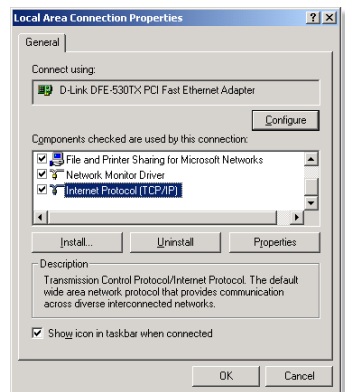 Local Area Connection Properties
General
Connect using:
D-Link DFE-530TX PCI Fast Ethernet Adapter
Configure
Components checked are used by this connection:
File and Printer Sharing for Microsoft Networks
Network Monitor Driver
Internet Protocol (TCP/IP)
Install... Uninstall Properties
Description
Transmission Control Protocol/Internet Protocol. The default
wide area network protocol that provides communication
across diverse interconnected networks.
Show icon in taskbar when connected
OK Cancel